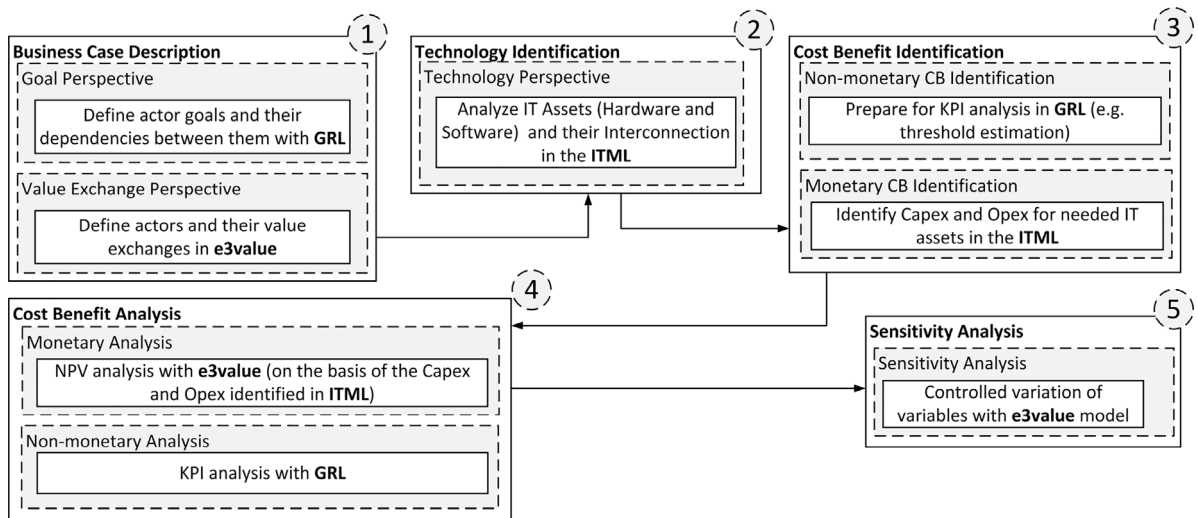 1
Business Case Description
Goal Perspective
Define actor goals and their
dependencies between them with GRL
Value Exchange Perspective
Define actors and their value
exchanges in e3value
2
Technology Identification
Technology Perspective
Analyze IT Assets (Hardware and
Software) and their Interconnection
in the ITML
3
Cost Benefit Identification
Non-monetary CB Identification
Prepare for KPI analysis in GRL (e.g.
threshold estimation)
Monetary CB Identification
Identify Capex and Opex for needed IT
assets in the ITML
4
Cost Benefit Analysis
Monetary Analysis
NPV analysis with e3value (on the basis of the Capex
and Opex identified in ITML)
Non-monetary Analysis
KPI analysis with GRL
5
Sensitivity Analysis
Sensitivity Analysis
Controlled variation of
variables with e3value model